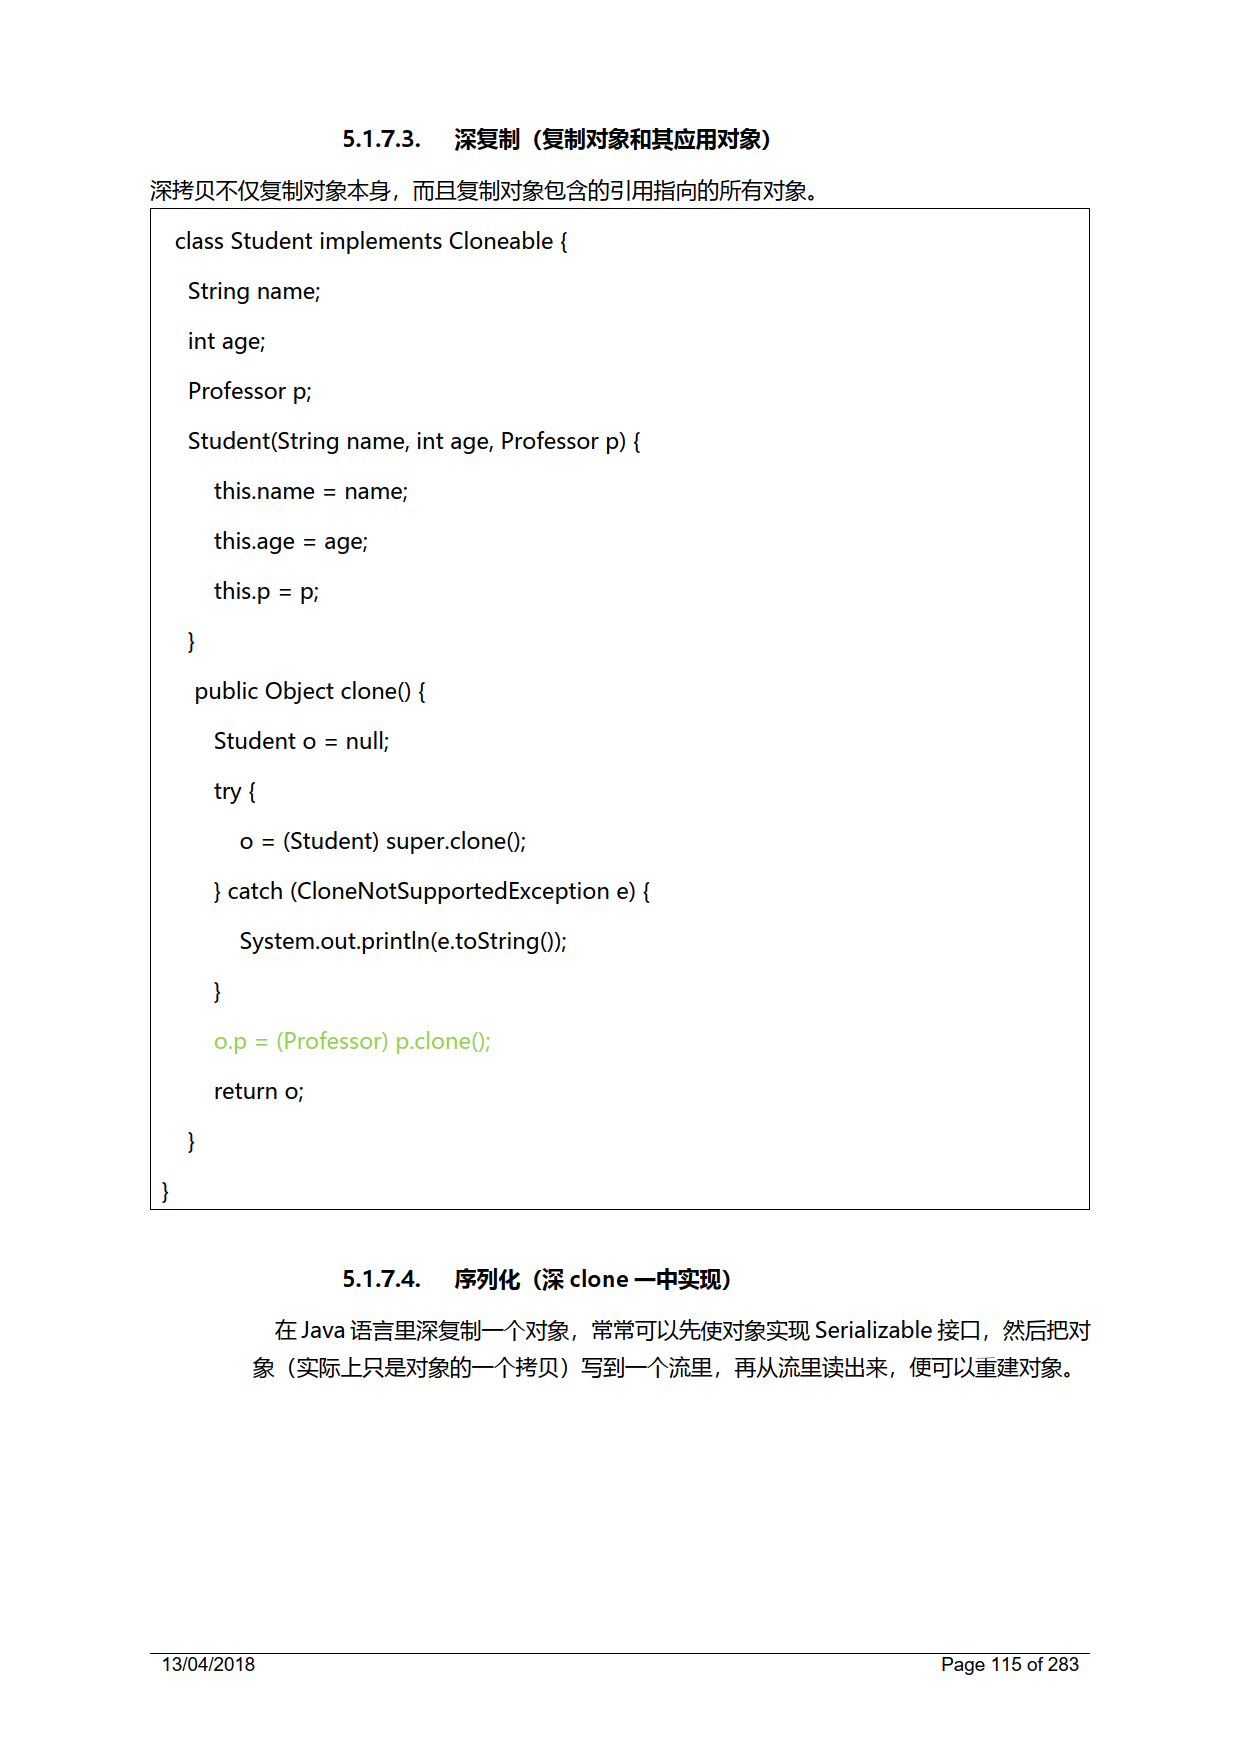 5.1.7.3. 深复制（复制对象和其应用对象）
深拷贝不仅复制对象本身，而且复制对象包含的引用指向的所有对象。
class Student implements Cloneable {
String name;
int age;
Professor p;
Student(String name, int age, Professor p) {
this.name = name;
this.age = age;
this.p = p;
}
public Object clone() {
Student o = null;
try {
o = (Student) super.clone();
} catch (CloneNotSupportedException e) {
System.out.println(e.toString());
}
o.p = (Professor) p.clone();
return o;
}
}
5.1.7.4. 序列化（深 clone 一中实现）
在 Java 语言里深复制一个对象，常常可以先使对象实现 Serializable 接口，然后把对
象（实际上只是对象的一个拷贝）写到一个流里，再从流里读出来，便可以重建对象。
13/04/2018 Page 115 of 283